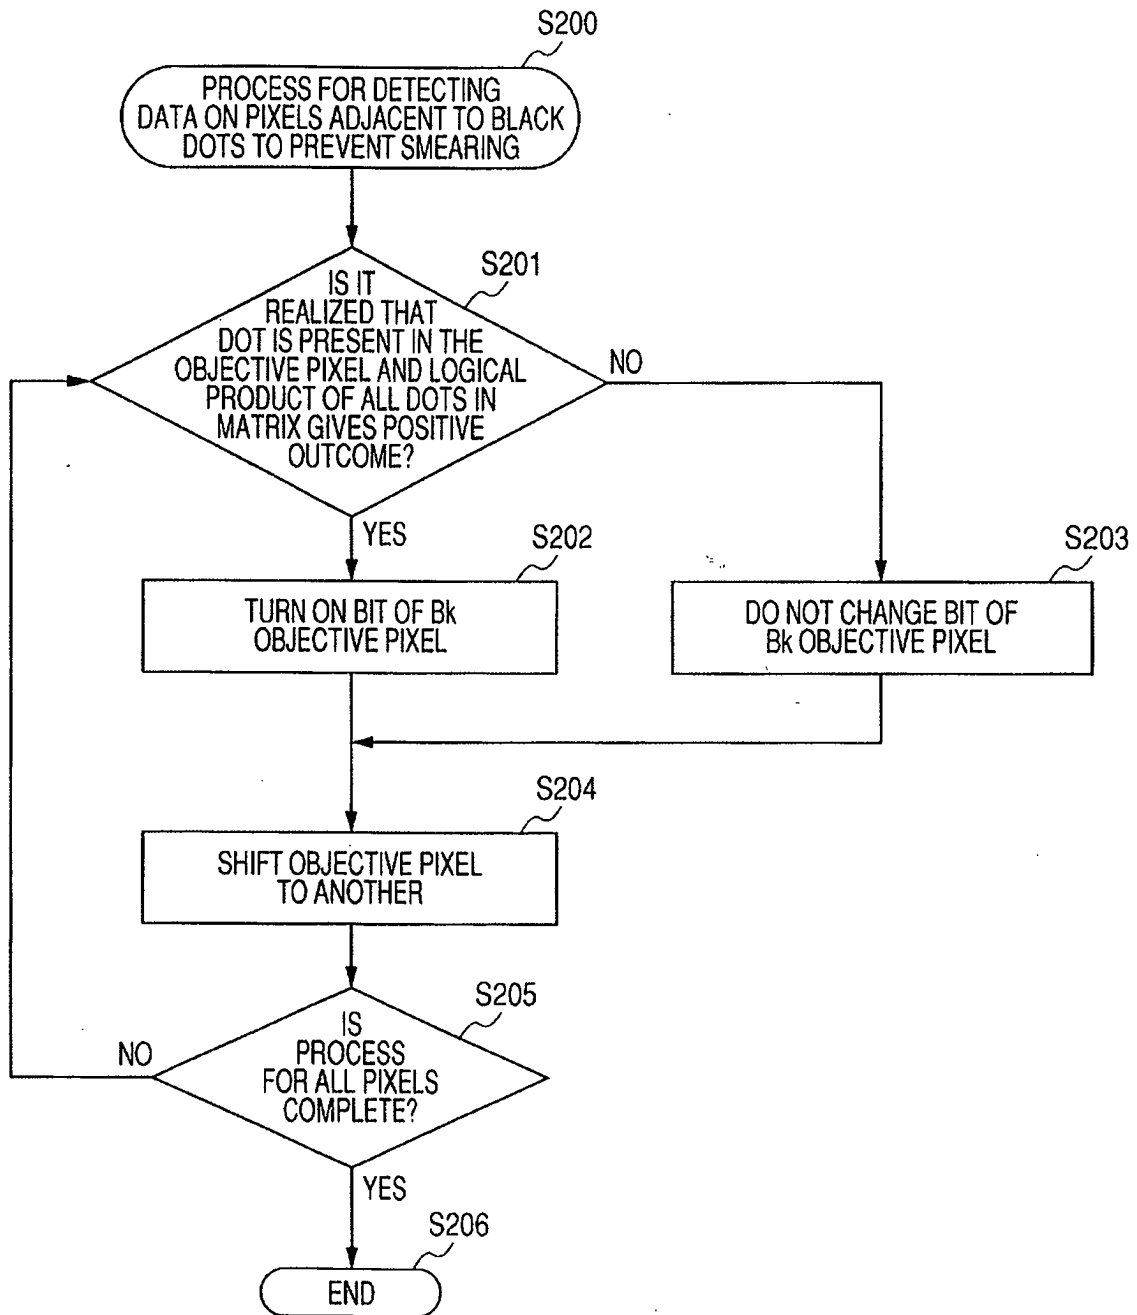 S200
PROCESS FOR DETECTING
DATA ON PIXELS ADJACENT TO BLACK
DOTS TO PREVENT SMEARING
S201
IS IT
REALIZED THAT
DOT IS PRESENT IN THE
OBJECTIVE PIXEL AND LOGICAL
PRODUCT OF ALL DOTS IN
MATRIX GIVES POSITIVE
OUTCOME?
NO
YES
S202
TURN ON BIT OF Bk
OBJECTIVE PIXEL
S203
DO NOT CHANGE BIT OF
Bk OBJECTIVE PIXEL
S204
SHIFT OBJECTIVE PIXEL
TO ANOTHER
S205
IS
PROCESS
FOR ALL PIXELS
COMPLETE?
NO
YES
S206
END